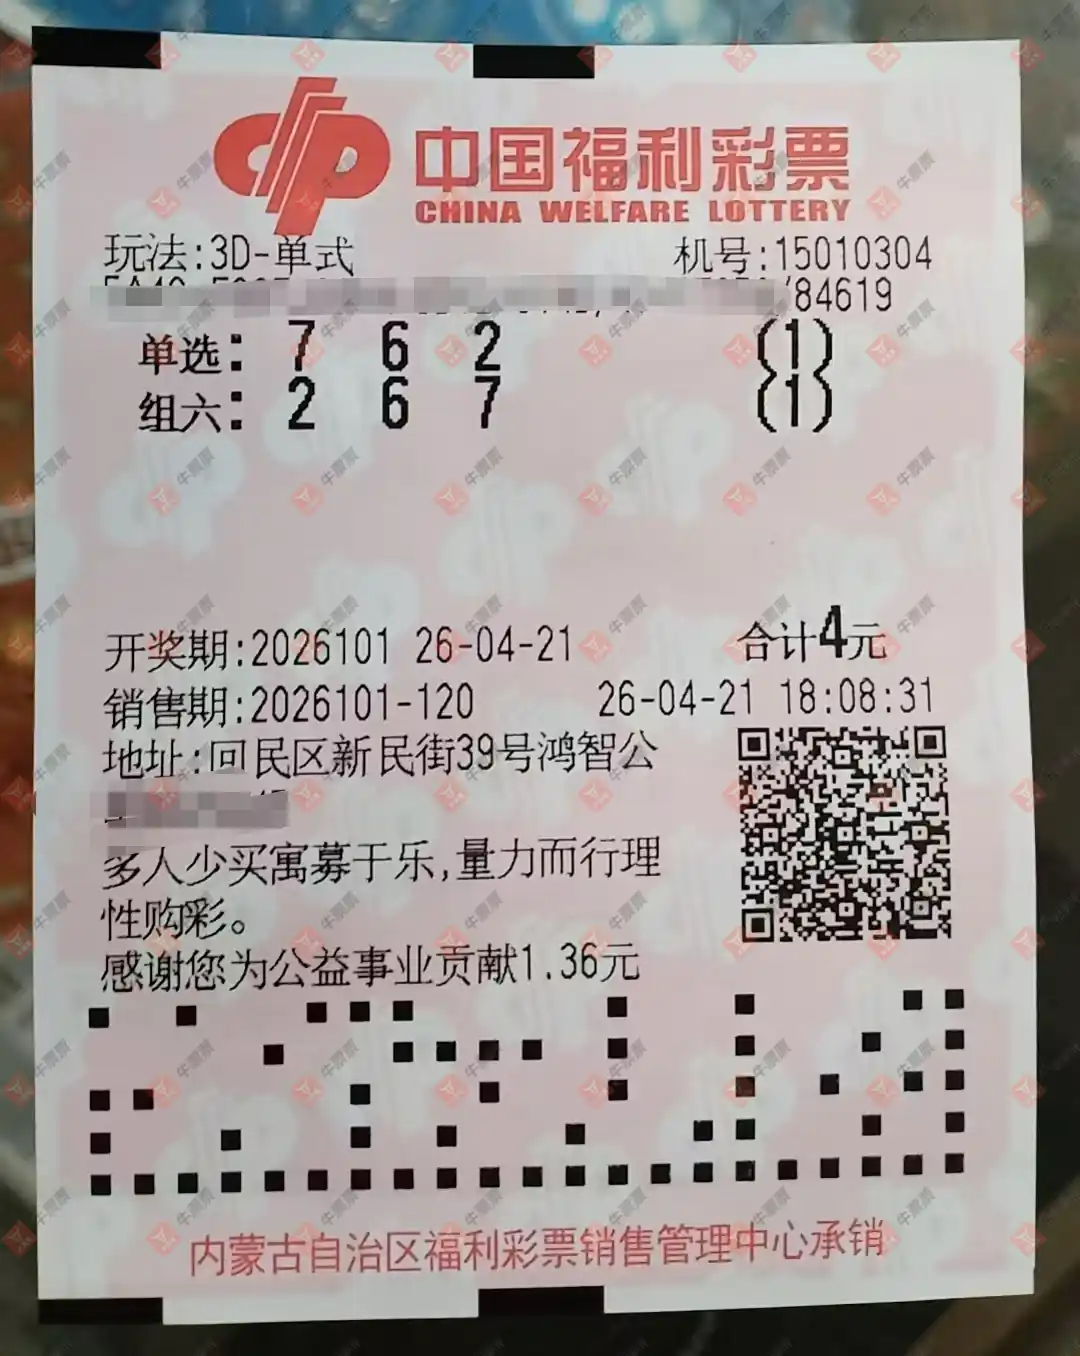 中国福利彩票
CHINA WELFARE LOTTERY
玩法:3D-单式 机号:15010304
/84619
单选: 7 6 2 (1)
组六: 2 6 7 (1)
开奖期:2026101 26-04-21 合计4元
销售期:2026101-120 26-04-21 18:08:31
地址:回民区新民街39号鸿智公
多人少买寓募于乐,量力而行理
性购彩。
感谢您为公益事业贡献1.36元
内蒙古自治区福利彩票销售管理中心承销
牛票票